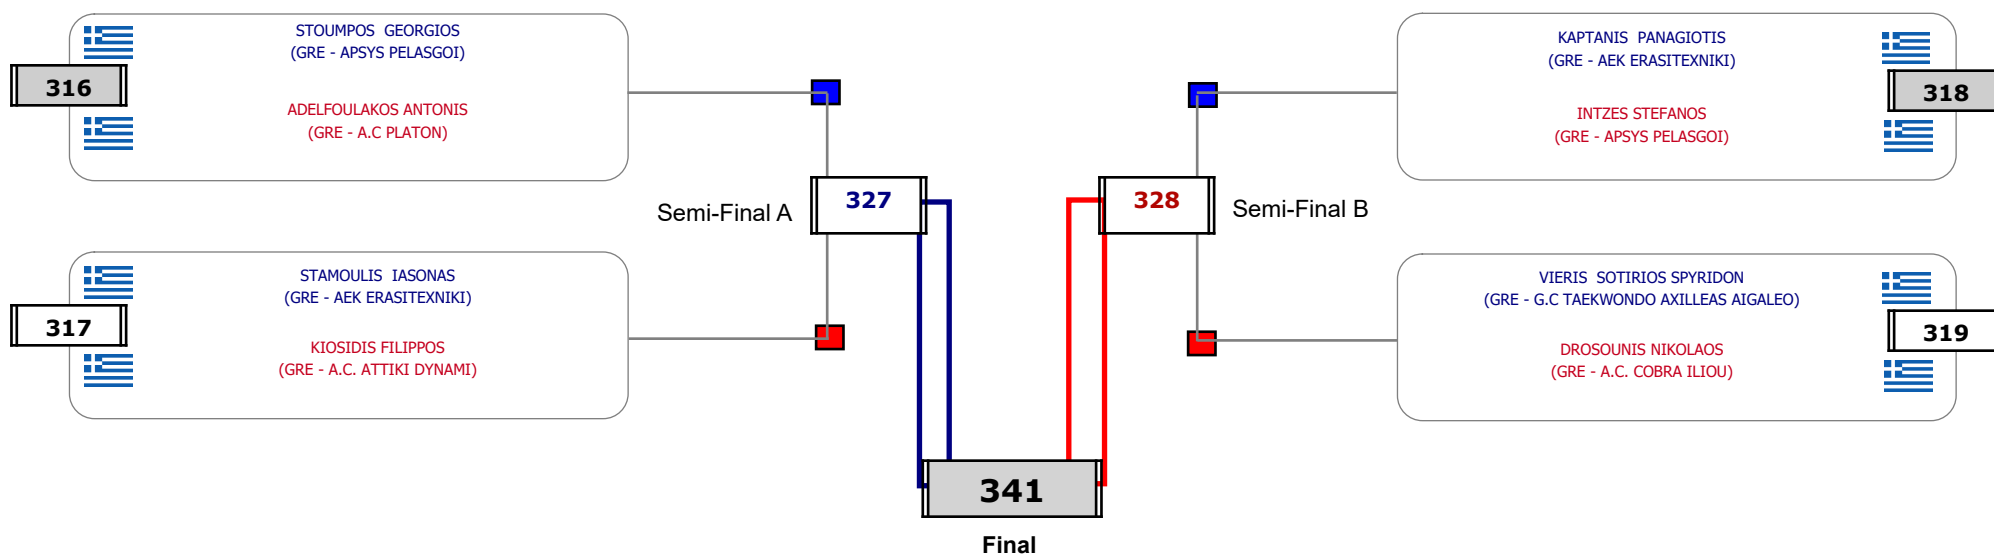 STOUMPOS GEORGIOS
(GRE - APSYS PELASGOI)
316
ADELFOULAKOS ANTONIS
(GRE - A.C PLATON)
KAPTANIS PANAGIOTIS
(GRE - AEK ERASITEXNIKI)
318
INTZES STEFANOS
(GRE - APSYS PELASGOI)
Semi-Final A
327
328
Semi-Final B
STAMOULIS IASONAS
(GRE - AEK ERASITEXNIKI)
317
KIOSIDIS FILIPPOS
(GRE - A.C. ATTIKI DYNAMI)
VIERIS SOTIRIOS SPYRIDON
(GRE - G.C TAEKWONDO AXILLEAS AIGALEO)
319
DROSOUNIS NIKOLAOS
(GRE - A.C. COBRA ILIOU)
341
Final